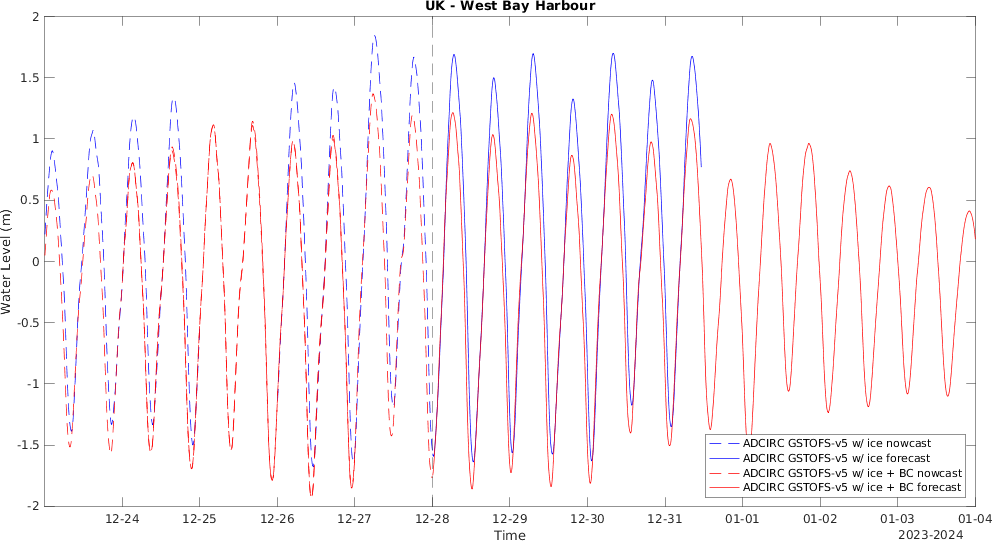 UK - West Bay Harbour
2
1.5
1
0.5
0
-0.5
-1
-1.5
-2
Water Level (m)
12-24 12-25 12-26 12-27 12-28 12-29 12-30 12-31 01-01 01-02 01-03 01-04
Time
2023-2024
ADCIRC GSTOFS-v5 w/ ice nowcast
ADCIRC GSTOFS-v5 w/ ice forecast
ADCIRC GSTOFS-v5 w/ ice + BC nowcast
ADCIRC GSTOFS-v5 w/ ice + BC forecast